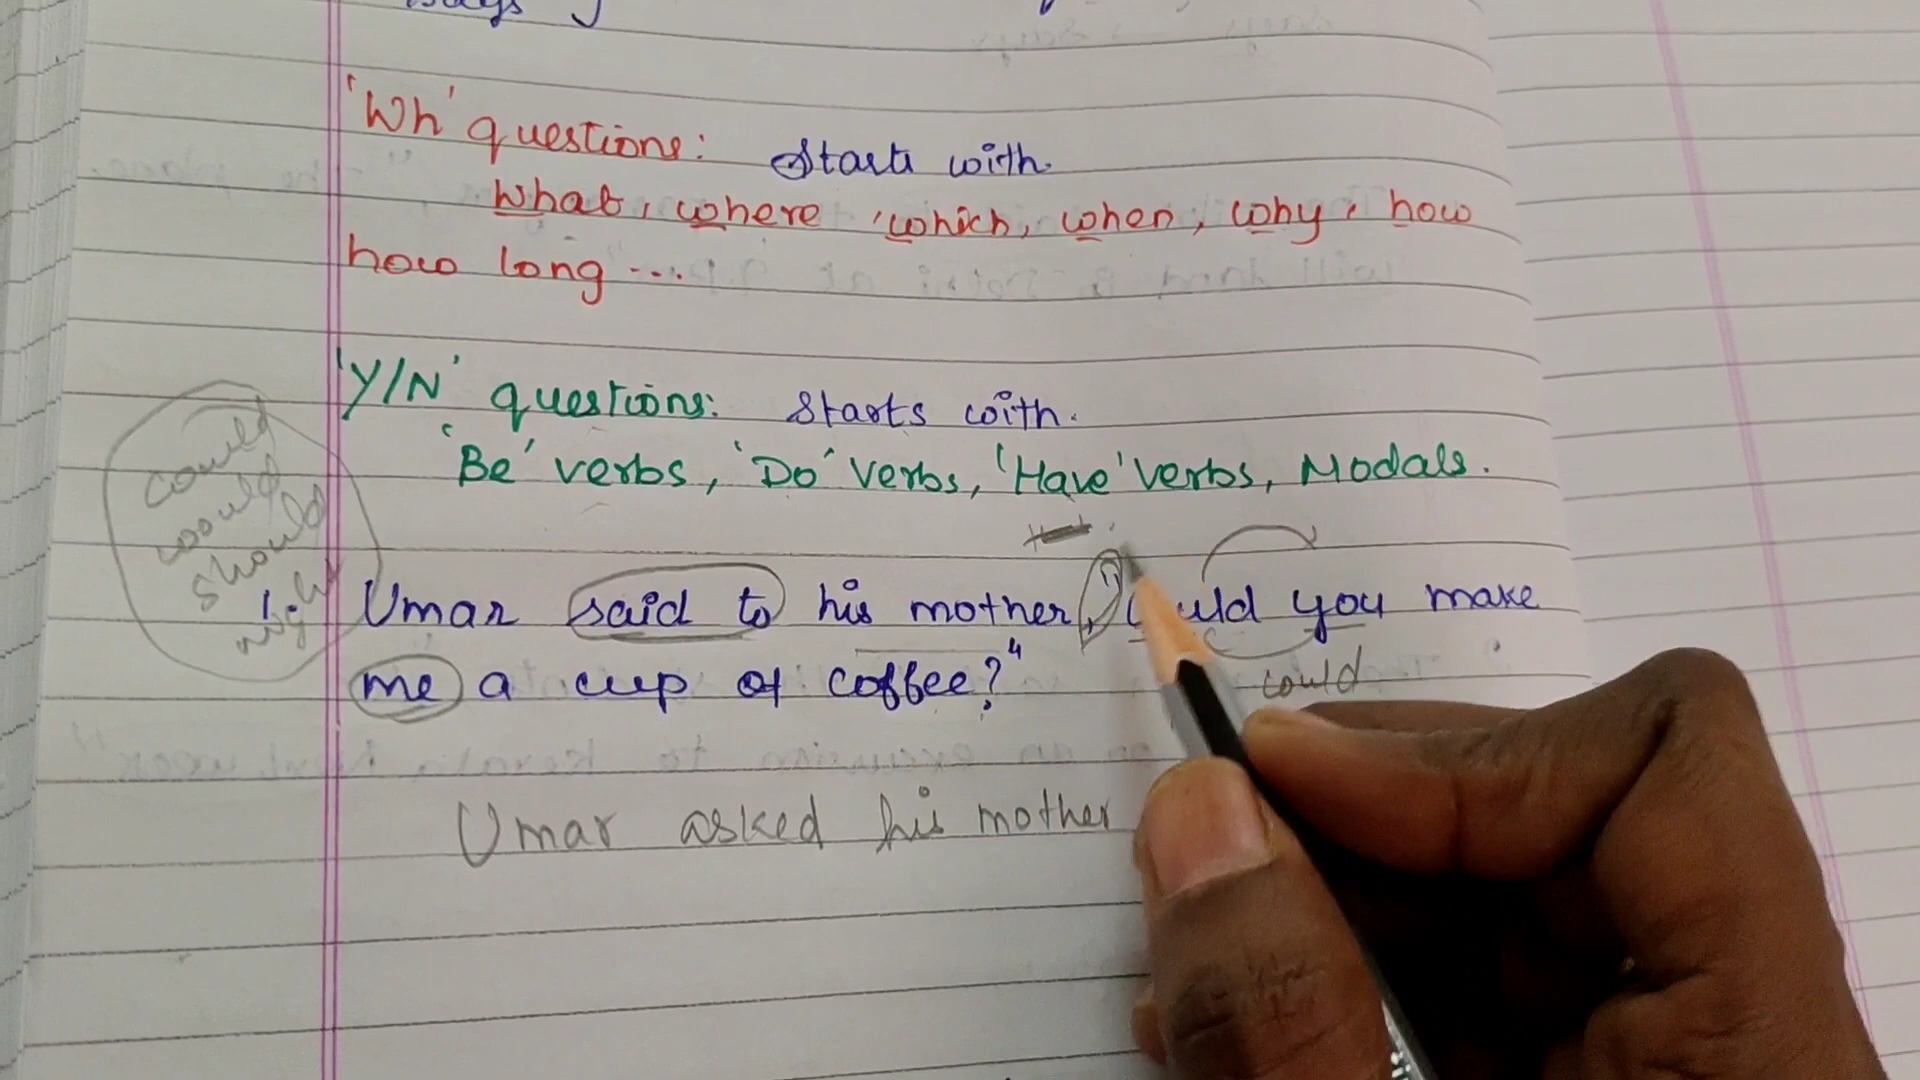 'Wh' questions: Starts with.
What, where, which, when, why, how
how long ...
'Y/N' questions: Starts with.
'Be' verbs, 'Do' verbs, 'Have' verbs, Modals.
could
would
should
might
1. Umar said to his mother, "Could you make
me a cup of coffee?"
could
Umar asked his mother